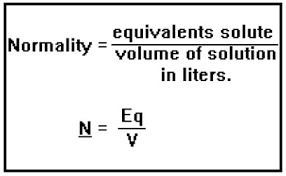 equivalents solute
Normality =
volume of solution
in liters.
Eq
N =
V